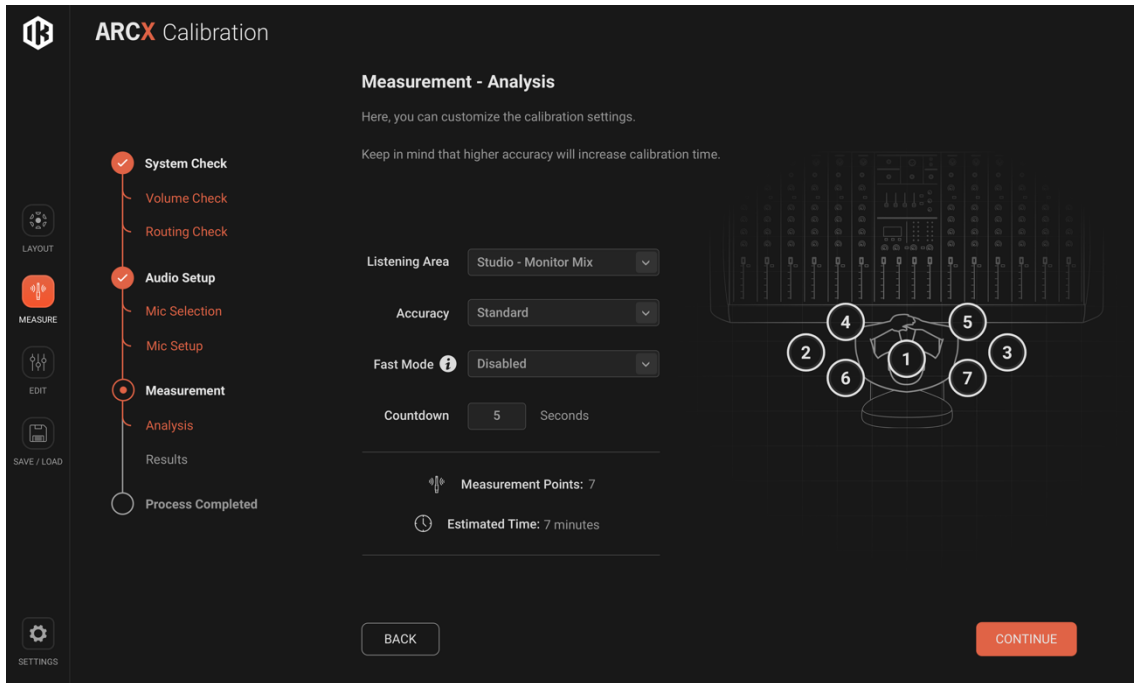 ARCX Calibration
Measurement - Analysis
Here, you can customize the calibration settings.
Keep in mind that higher accuracy will increase calibration time.
System Check
Volume Check
Routing Check
Audio Setup
Mic Selection
Mic Setup
Measurement
Analysis
Results
Process Completed
LAYOUT
MEASURE
EDIT
SAVE / LOAD
SETTINGS
Listening Area Studio - Monitor Mix
Accuracy Standard
Fast Mode i Disabled
Countdown 5 Seconds
Measurement Points: 7
Estimated Time: 7 minutes
4 5
2 1 3
6 7
BACK
CONTINUE